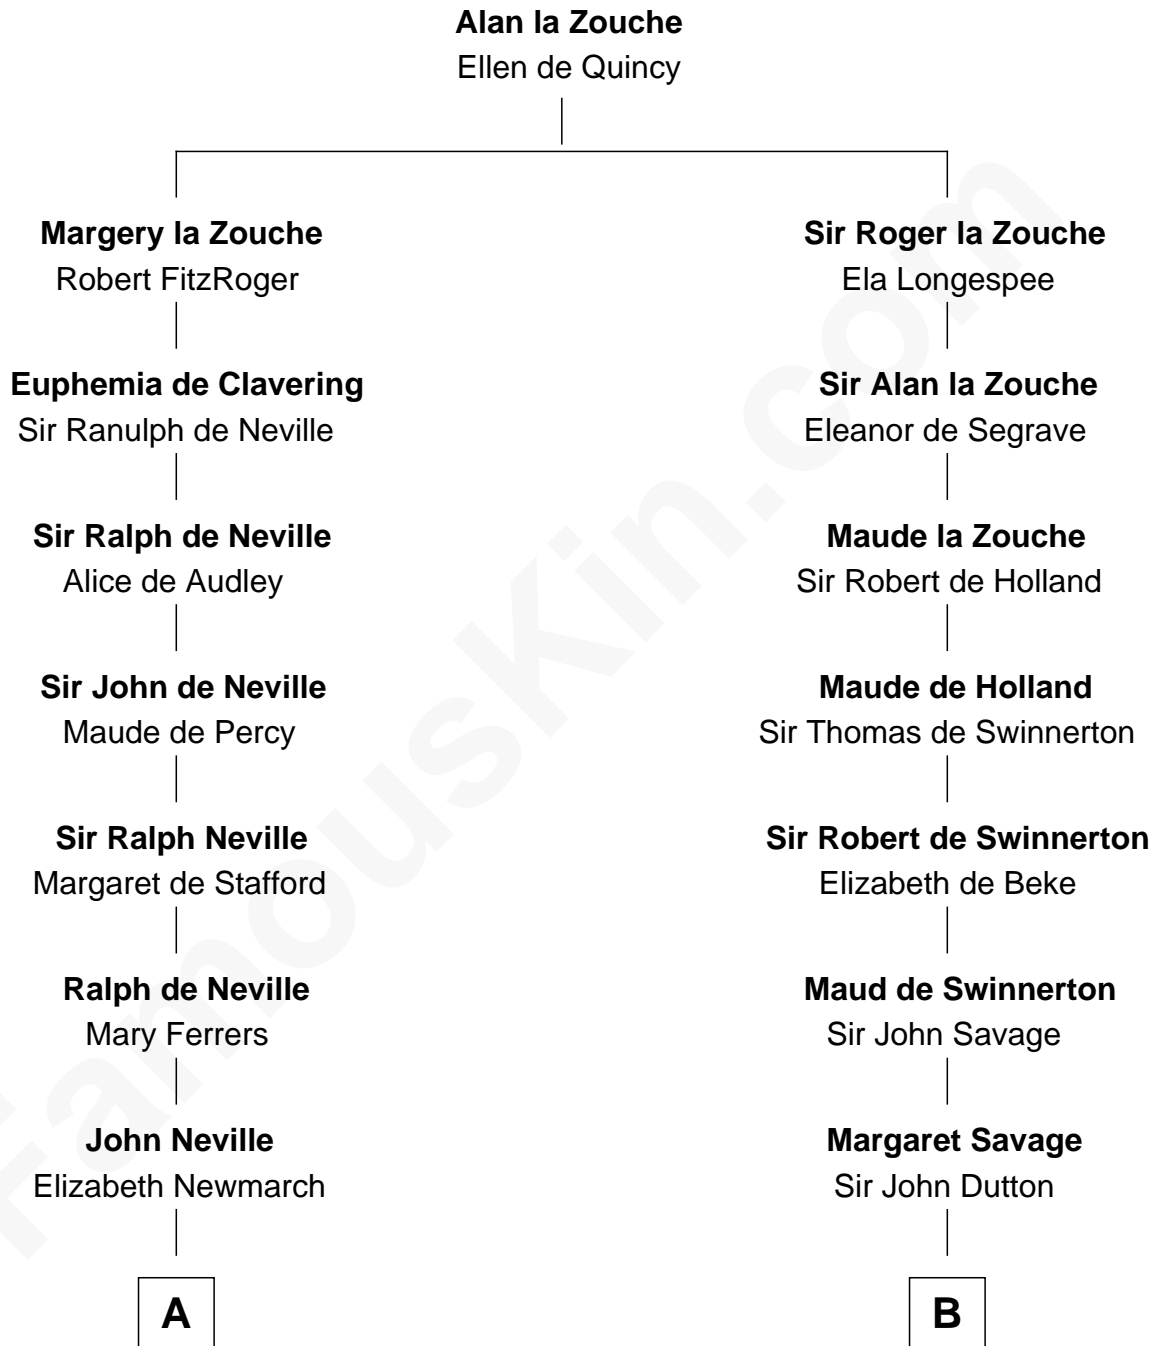 Alan la Zouche
Ellen de Quincy
Margery la Zouche
Robert FitzRoger
Sir Roger la Zouche
Ela Longespee
Euphemia de Clavering
Sir Ranulph de Neville
Sir Alan la Zouche
Eleanor de Segrave
Sir Ralph de Neville
Alice de Audley
Maude la Zouche
Sir Robert de Holland
Sir John de Neville
Maude de Percy
Maude de Holland
Sir Thomas de Swinnerton
Sir Ralph Neville
Margaret de Stafford
Sir Robert de Swinnerton
Elizabeth de Beke
Ralph de Neville
Mary Ferrers
Maud de Swinnerton
Sir John Savage
John Neville
Elizabeth Newmarch
Margaret Savage
Sir John Dutton
A
B
FamousKin.com